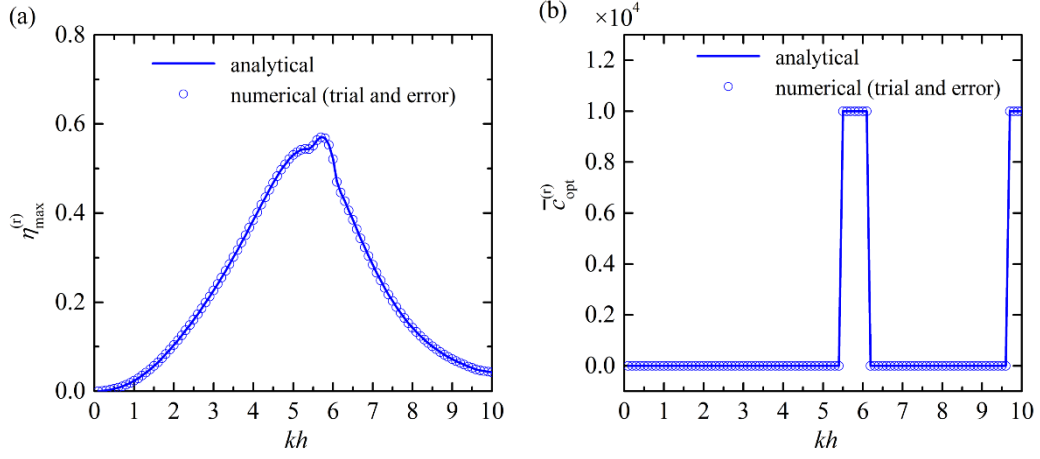 (a)
0.8
0.6
0.4
0.2
0.0
η(r)max
analytical
numerical (trial and error)
0 1 2 3 4 5 6 7 8 9 10
kh
(b)
×10⁴
1.2
1.0
0.8
0.6
0.4
0.2
0.0
c̄(r)opt
analytical
numerical (trial and error)
0 1 2 3 4 5 6 7 8 9 10
kh